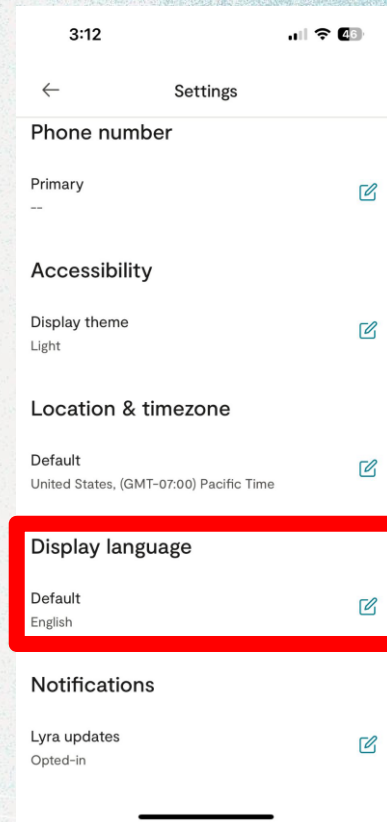 3:12
46
Settings
Phone number
Primary
--
Accessibility
Display theme
Light
Location & timezone
Default
United States, (GMT-07:00) Pacific Time
Display language
Default
English
Notifications
Lyra updates
Opted-in